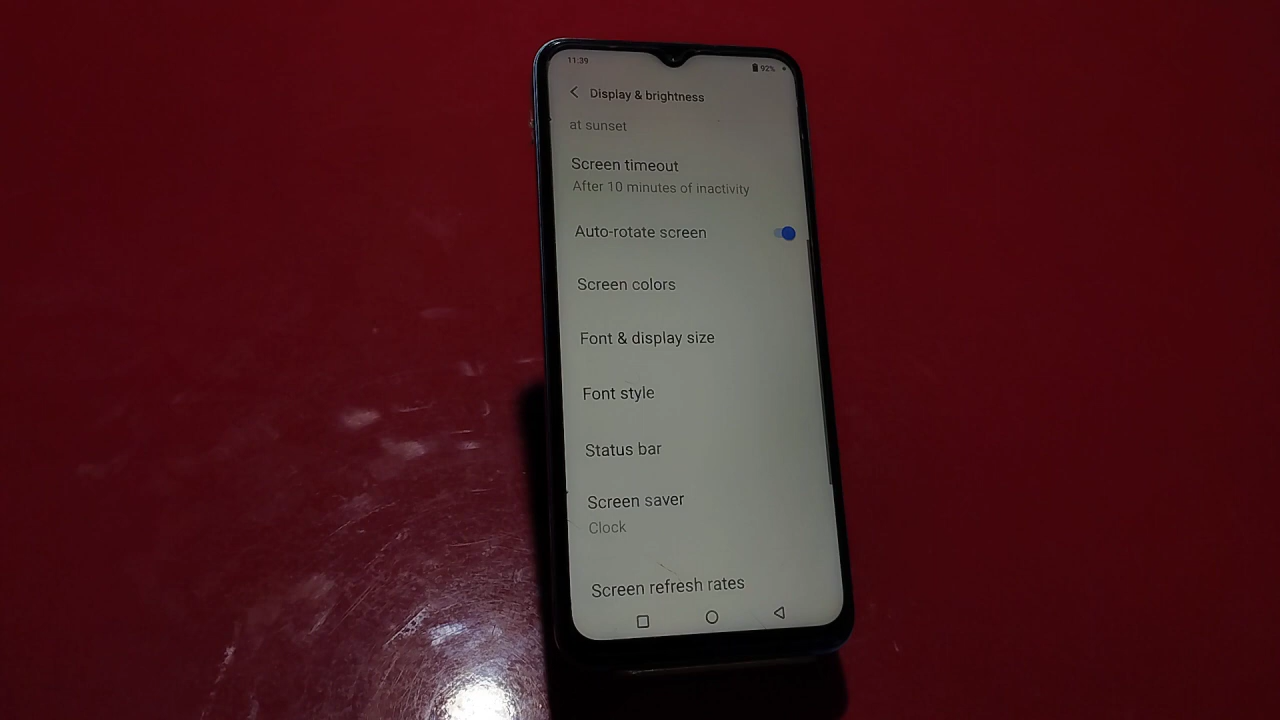 11:39
92%
Display & brightness
at sunset
Screen timeout
After 10 minutes of inactivity
Auto-rotate screen
Screen colors
Font & display size
Font style
Status bar
Screen saver
Clock
Screen refresh rates